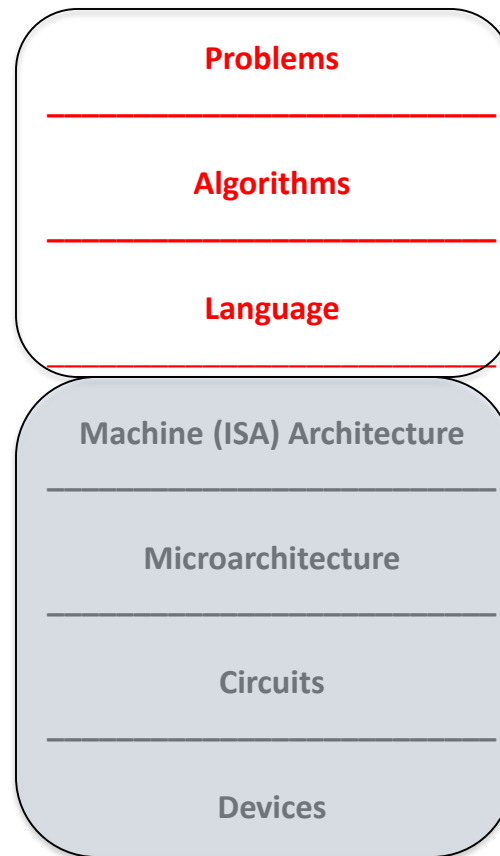 Problems
Algorithms
Language
Machine (ISA) Architecture
Microarchitecture
Circuits
Devices